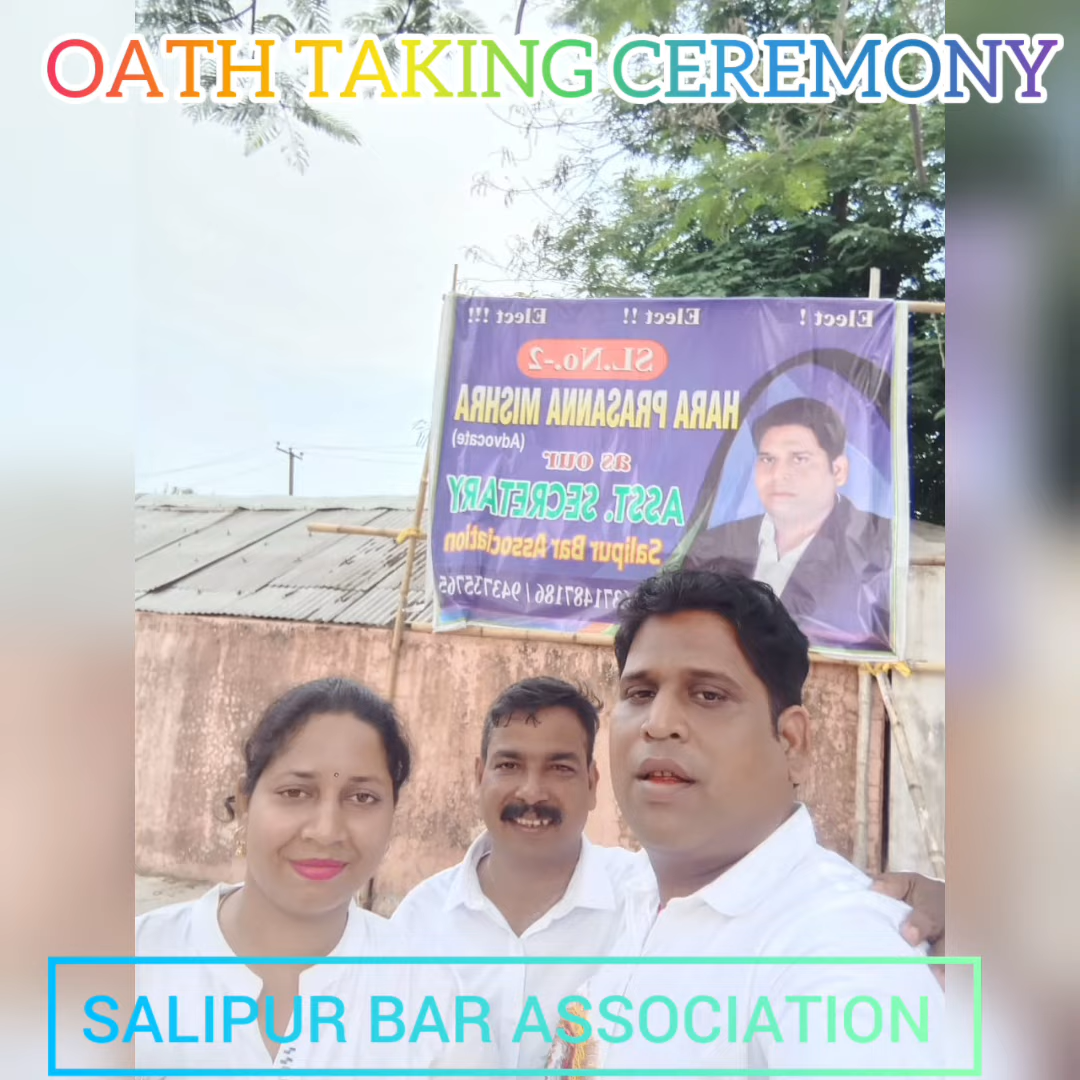 OATH TAKING CEREMONY
Elect ! Elect !! Elect !!!
SL.No.-2
HARA PRASANNA MISHRA
(Advocate)
as our
ASST. SECRETARY
Salipur Bar Association
SALIPUR BAR ASSOCIATION